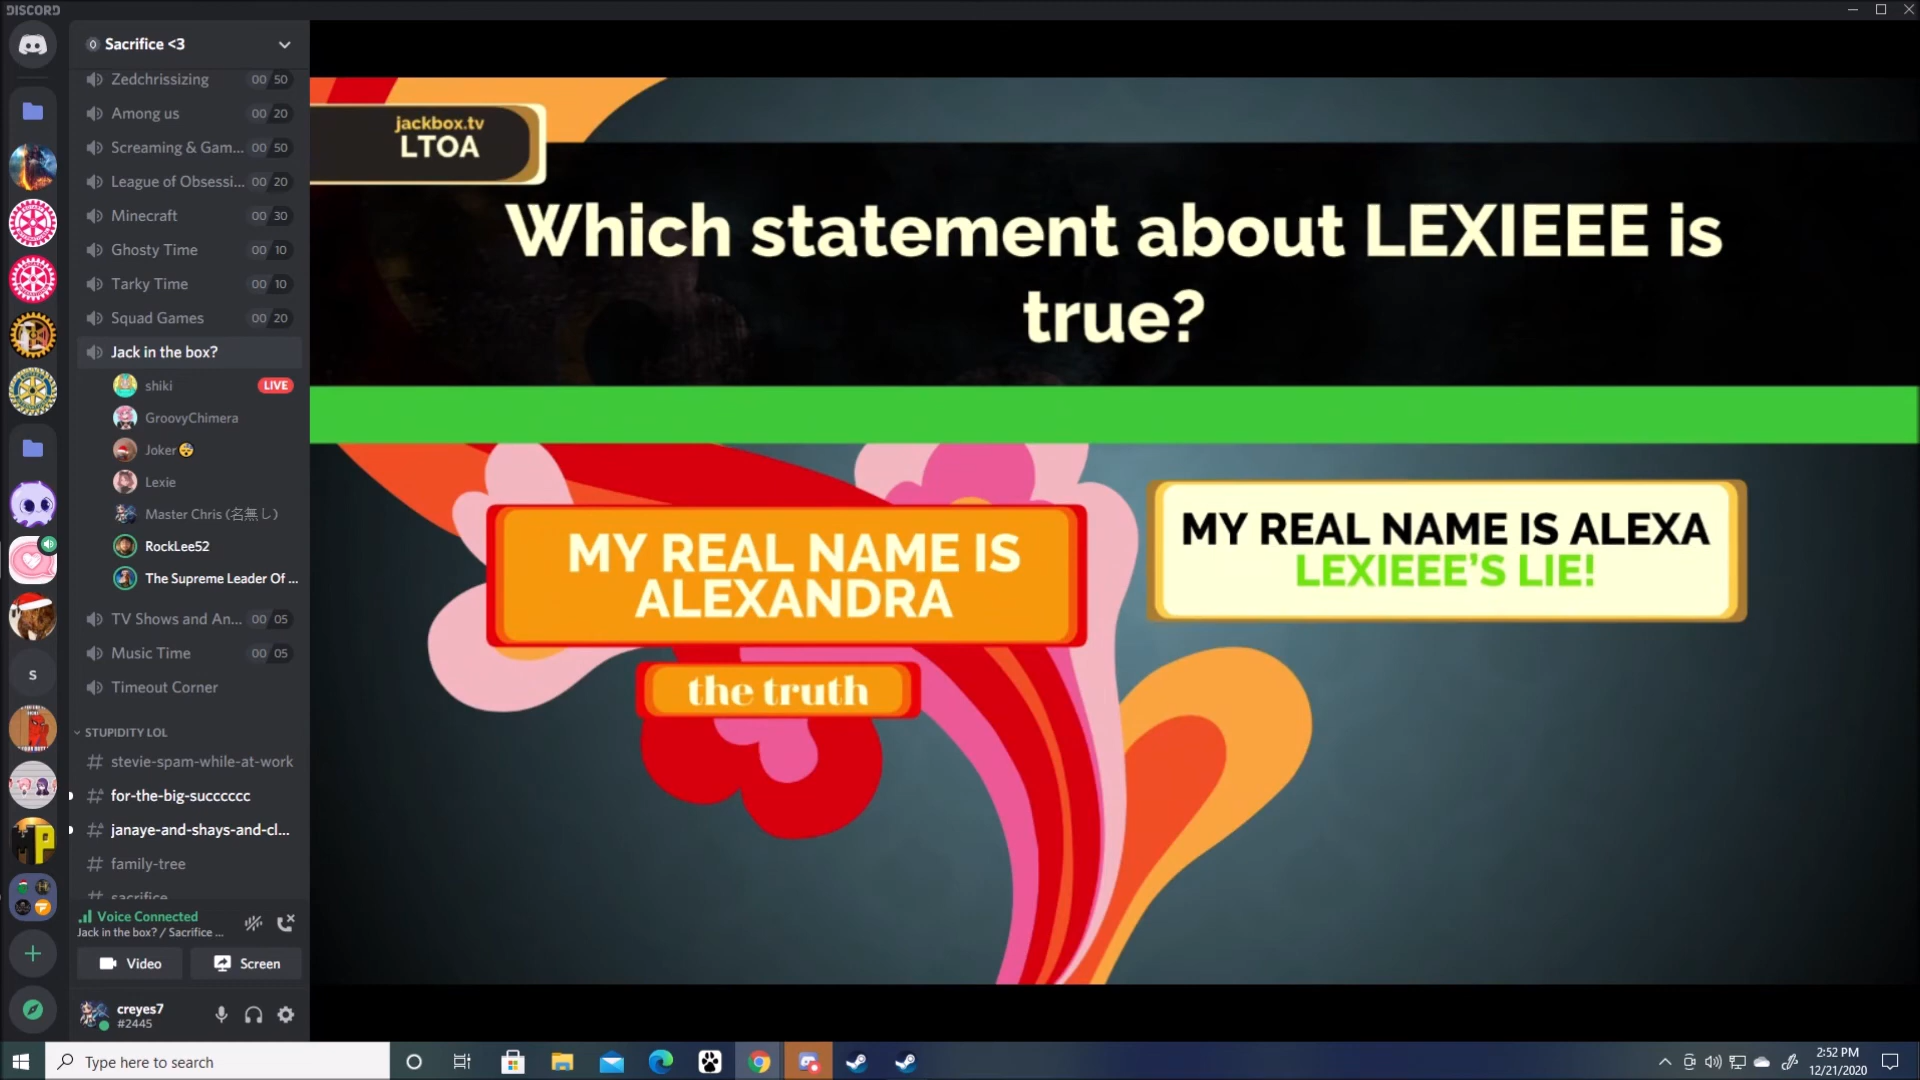 DISCORD
Sacrifice <3
Zedchrissizing 00 50
Among us 00 20
Screaming & Gam... 00 50
League of Obsessi... 00 20
Minecraft 00 30
Ghosty Time 00 10
Tarky Time 00 10
Squad Games 00 20
Jack in the box?
shiki LIVE
GroovyChimera
Joker
Lexie
Master Chris (名無し)
RockLee52
The Supreme Leader Of ...
TV Shows and An... 00 05
Music Time 00 05
Timeout Corner
STUPIDITY LOL
stevie-spam-while-at-work
for-the-big-succcccc
janaye-and-shays-and-cl...
family-tree
sacrifice
Voice Connected
Jack in the box? / Sacrifice ...
Video Screen
creyes7
#2445
S
jackbox.tv
LTOA
Which statement about LEXIEEE is
true?
MY REAL NAME IS
ALEXANDRA
the truth
MY REAL NAME IS ALEXA
LEXIEEE'S LIE!
Type here to search
2:52 PM
12/21/2020